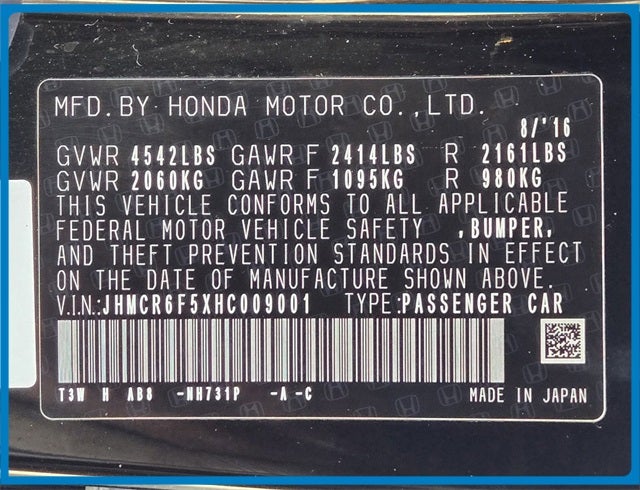 MFD. BY HONDA MOTOR CO., LTD.
8/'16
GVWR 4542LBS GAWR F 2414LBS R 2161LBS
GVWR 2060KG GAWR F 1095KG R 980KG
THIS VEHICLE CONFORMS TO ALL APPLICABLE
FEDERAL MOTOR VEHICLE SAFETY ,BUMPER,
AND THEFT PREVENTION STANDARDS IN EFFECT
ON THE DATE OF MANUFACTURE SHOWN ABOVE.
V.I.N.:JHMCR6F5XHC009001 TYPE:PASSENGER CAR
T3W H AB8 -NH731P -A -C MADE IN JAPAN